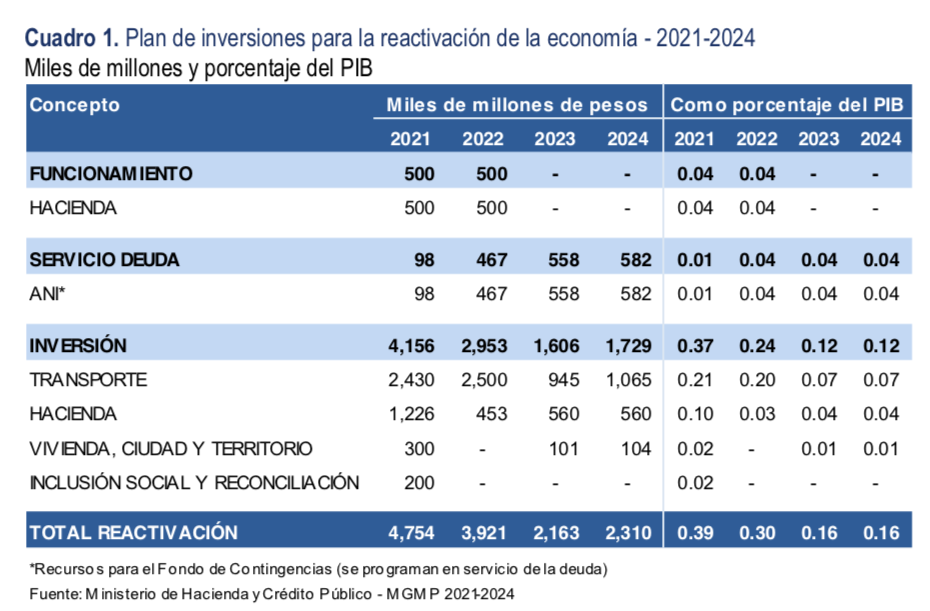 Cuadro 1. Plan de inversiones para la reactivación de la economía - 2021-2024
Miles de millones y porcentaje del PIB
Concepto Miles de millones de pesos Como porcentaje del PIB
2021 2022 2023 2024 2021 2022 2023 2024
FUNCIONAMIENTO 500 500 - - 0.04 0.04 - -
HACIENDA 500 500 - - 0.04 0.04 - -
SERVICIO DEUDA 98 467 558 582 0.01 0.04 0.04 0.04
ANI* 98 467 558 582 0.01 0.04 0.04 0.04
INVERSIÓN 4,156 2,953 1,606 1,729 0.37 0.24 0.12 0.12
TRANSPORTE 2,430 2,500 945 1,065 0.21 0.20 0.07 0.07
HACIENDA 1,226 453 560 560 0.10 0.03 0.04 0.04
VIVIENDA, CIUDAD Y TERRITORIO 300 - 101 104 0.02 - 0.01 0.01
INCLUSIÓN SOCIAL Y RECONCILIACIÓN 200 - - - 0.02 - - -
TOTAL REACTIVACIÓN 4,754 3,921 2,163 2,310 0.39 0.30 0.16 0.16
*Recursos para el Fondo de Contingencias (se programan en servicio de la deuda)
Fuente: Ministerio de Hacienda y Crédito Público - MGMP 2021-2024